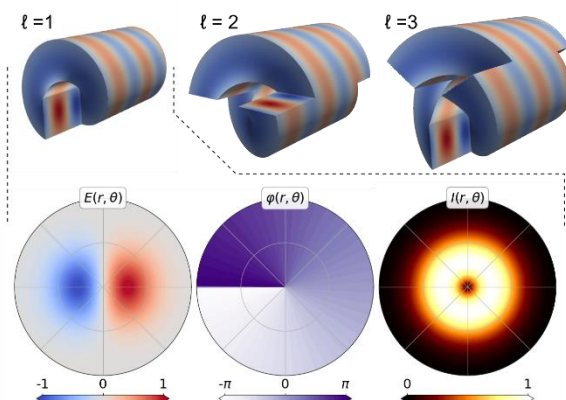 ℓ =1
ℓ = 2
ℓ =3
E(r, θ)
φ(r, θ)
I(r, θ)
-1 0 1
-π 0 π
0 1